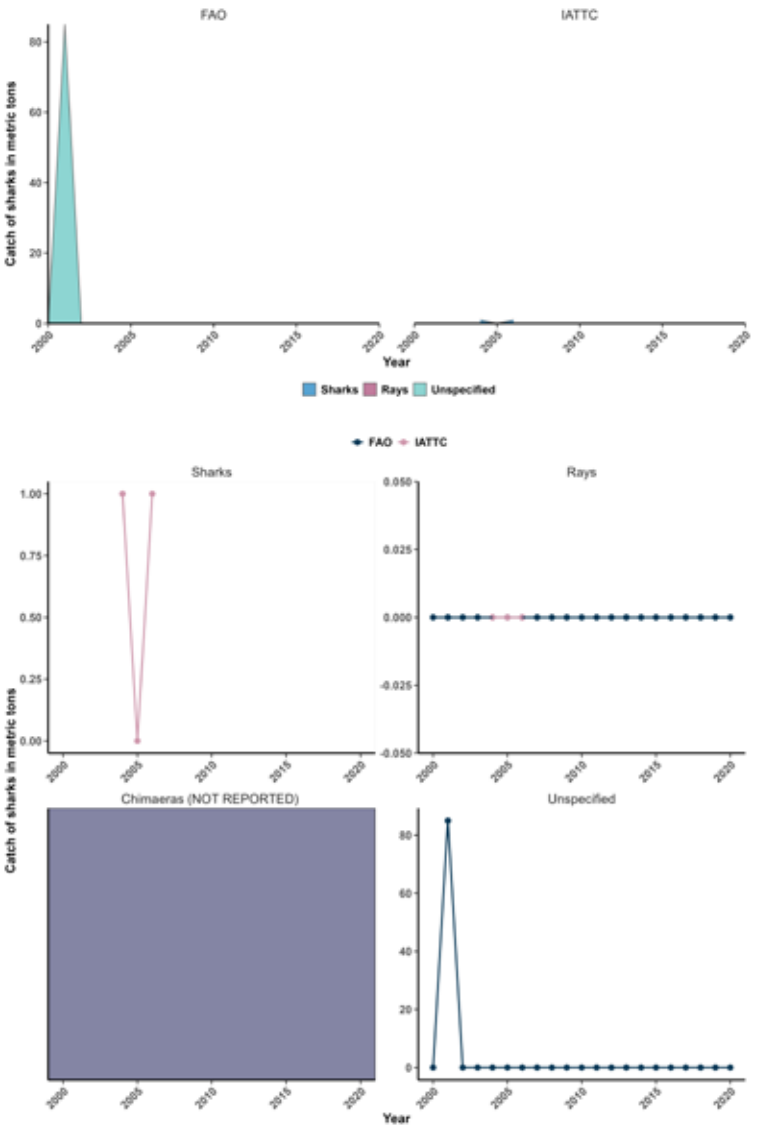 FAO
IATTC
Catch of sharks in metric tons
80
60
40
20
0
2000 2005 2010 2015 2020
2000 2005 2010 2015 2020
Year
Sharks Rays Unspecified
FAO IATTC
Sharks
Rays
Catch of sharks in metric tons
1.00
0.75
0.50
0.25
0.00
2000 2005 2010 2015 2020
0.050
0.025
0.000
-0.025
-0.050
2000 2005 2010 2015 2020
Chimaeras (NOT REPORTED)
Unspecified
2000 2005 2010 2015 2020
80
60
40
20
0
2000 2005 2010 2015 2020
Year